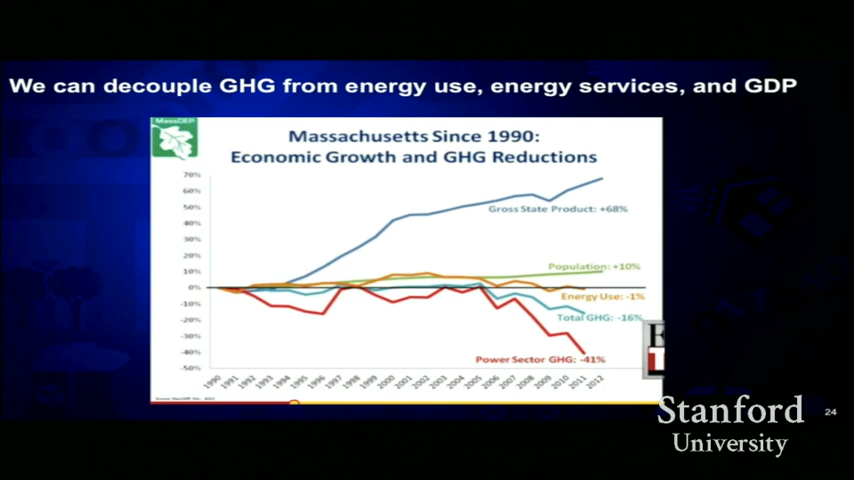 We can decouple GHG from energy use, energy services, and GDP
MassDEP
Massachusetts Since 1990:
Economic Growth and GHG Reductions
70%
60%
50%
40%
30%
20%
10%
0%
-10%
-20%
-30%
-40%
-50%
Gross State Product: +68%
Population: +10%
Energy Use: -1%
Total GHG: -16%
Power Sector GHG: -41%
1990 1991 1992 1993 1994 1995 1996 1997 1998 1999 2000 2001 2002 2003 2004 2005 2006 2007 2008 2009 2010 2011 2012
Stanford
University
24